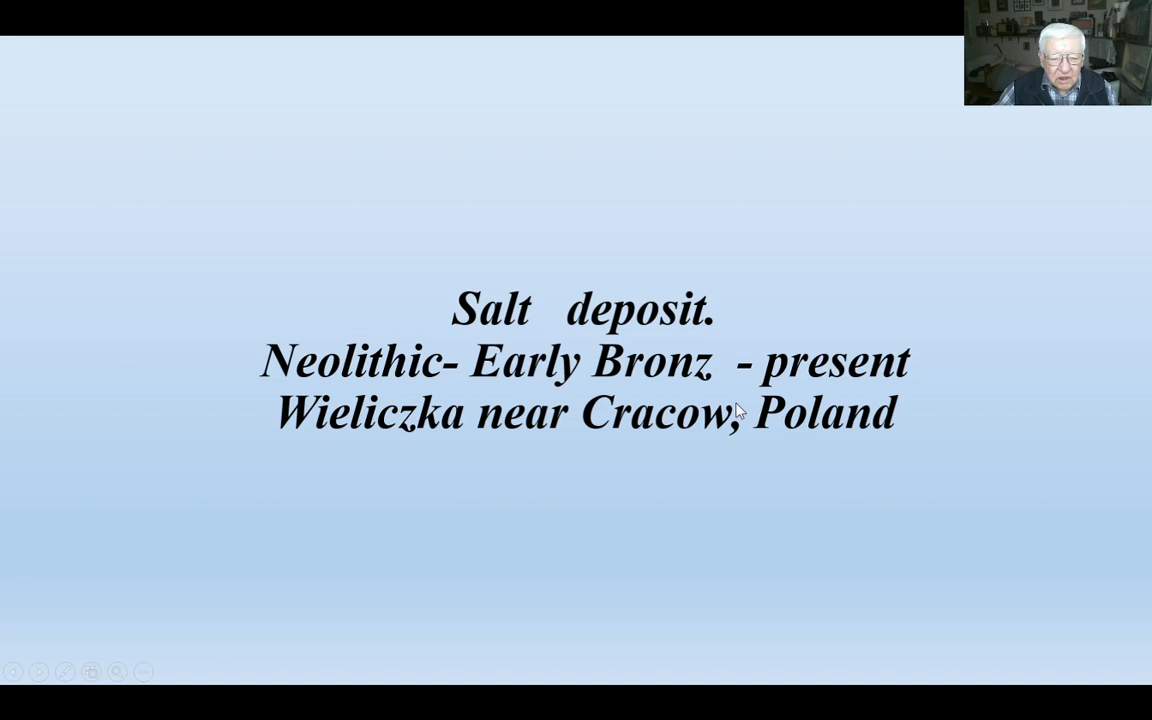 Salt deposit.
Neolithic- Early Bronz - present
Wieliczka near Cracow, Poland